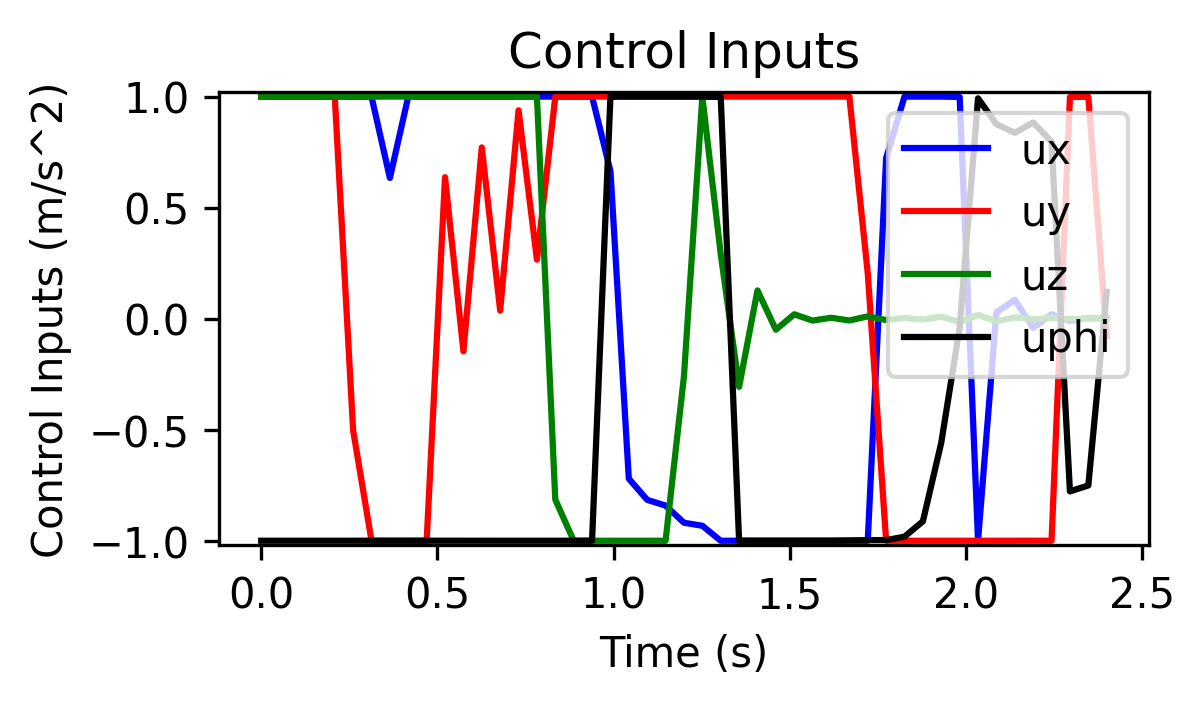 Control Inputs
Control Inputs (m/s^2)
1.0
0.5
0.0
−0.5
−1.0
ux
uy
uz
uphi
0.0 0.5 1.0 1.5 2.0 2.5
Time (s)